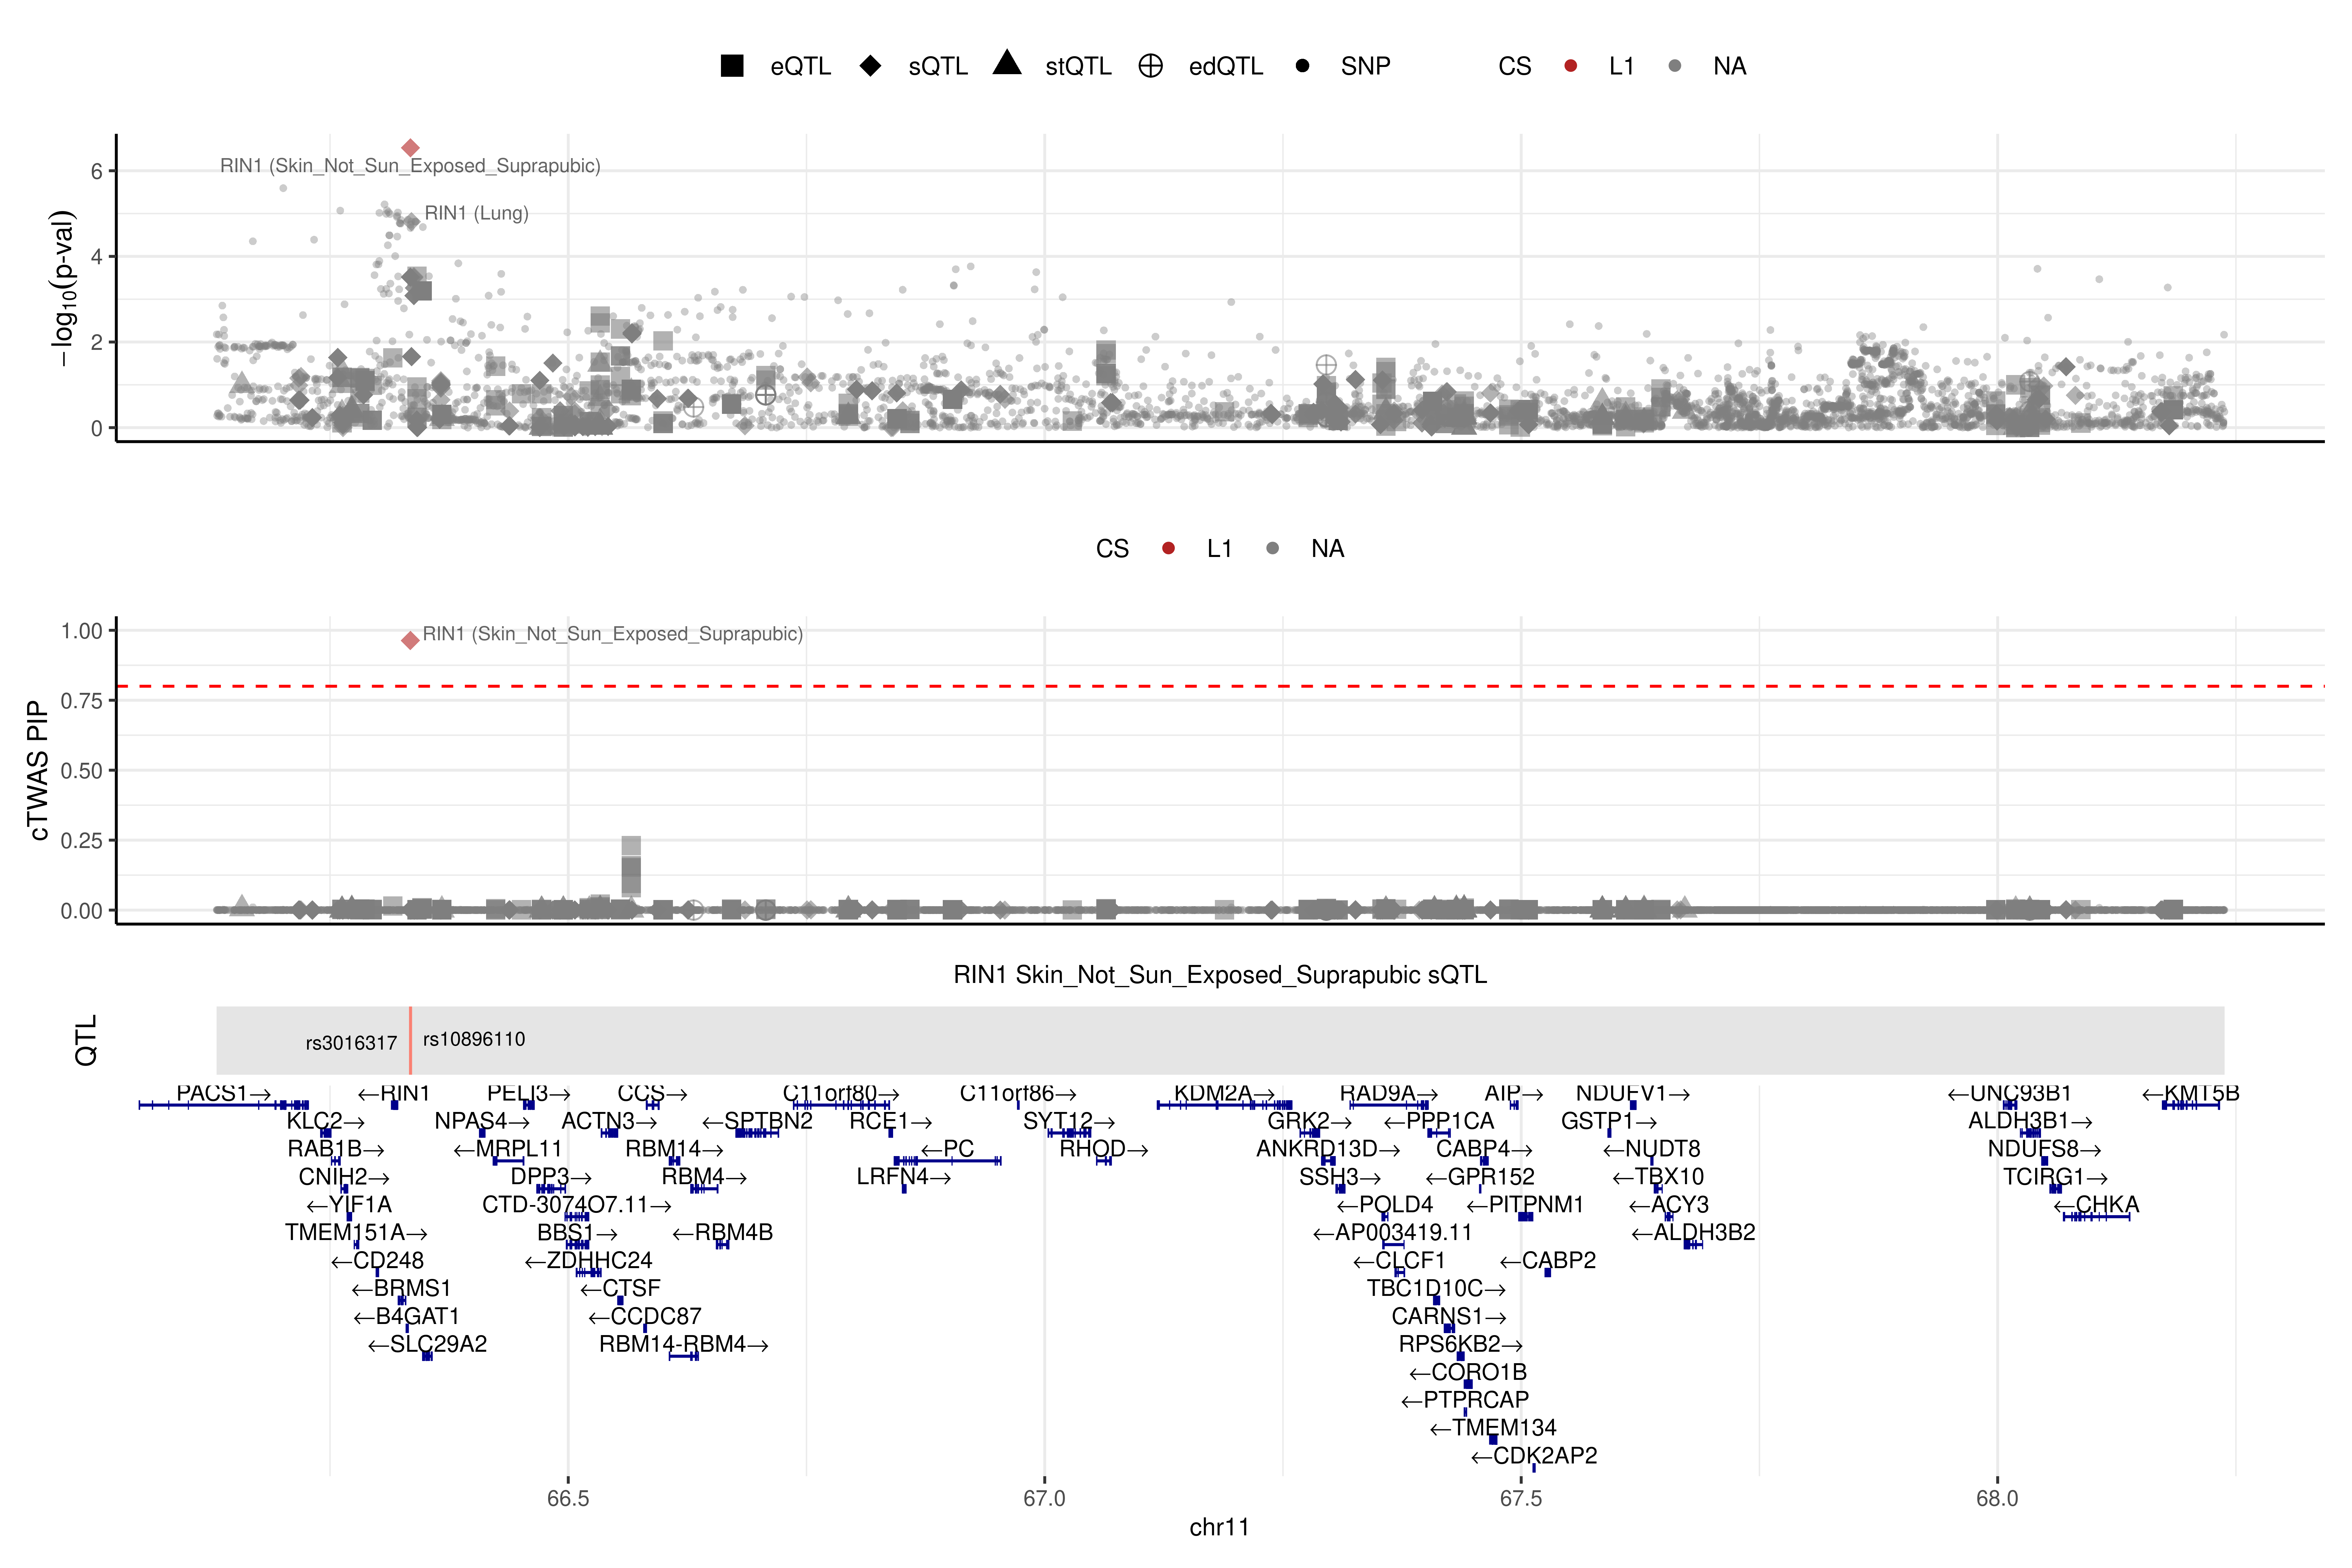 eQTL sQTL stQTL edQTL SNP CS L1 NA
RIN1 (Skin_Not_Sun_Exposed_Suprapubic)
RIN1 (Lung)
−log10(p-val)
6
4
2
0
CS L1 NA
RIN1 (Skin_Not_Sun_Exposed_Suprapubic)
cTWAS PIP
1.00
0.75
0.50
0.25
0.00
RIN1 Skin_Not_Sun_Exposed_Suprapubic sQTL
QTL
rs3016317 rs10896110
PACS1→ ←RIN1 PELI3→ CCS→ C11orf80→ C11orf86→ KDM2A→ RAD9A→ AIP→ NDUFV1→ ←UNC93B1 ←KMT5B
KLC2→ NPAS4→ ACTN3→ ←SPTBN2 RCE1→ SYT12→ GRK2→ ←PPP1CA GSTP1→ ALDH3B1→
RAB1B→ ←MRPL11 RBM14→ ←PC RHOD→ ANKRD13D→ CABP4→ ←NUDT8 NDUFS8→
CNIH2→ DPP3→ RBM4→ LRFN4→ SSH3→ ←GPR152 ←TBX10 TCIRG1→
←YIF1A CTD-3074O7.11→ ←POLD4 ←PITPNM1 ←ACY3 ←CHKA
TMEM151A→ BBS1→ ←RBM4B ←AP003419.11 ←ALDH3B2
←CD248 ←ZDHHC24 ←CLCF1 ←CABP2
←BRMS1 ←CTSF TBC1D10C→
←B4GAT1 ←CCDC87 CARNS1→
←SLC29A2 RBM14-RBM4→ RPS6KB2→
←CORO1B
←PTPRCAP
←TMEM134
←CDK2AP2
66.5 67.0 67.5 68.0
chr11